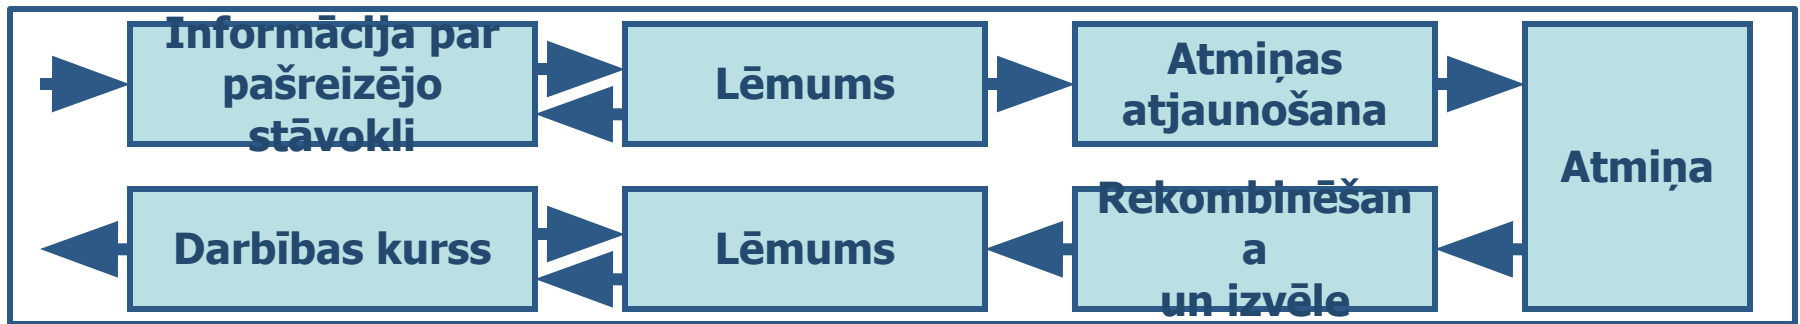 Informācija par
pašreizējo
stāvokli
Lēmums
Atmiņas
atjaunošana
Atmiņa
Darbības kurss
Lēmums
Rekombinēšan
a
un izvēle